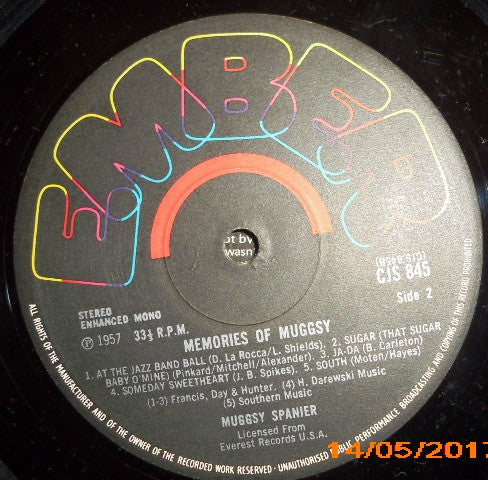 EMBER
(CJS 845B)
CJS 845
Side 2
STEREO
ENHANCED MONO
Ⓟ 1957 33⅓ R.P.M.
MEMORIES OF MUGGSY
1. AT THE JAZZ BAND BALL (D. La Rocca/L. Shields). 2. SUGAR (THAT SUGAR
BABY O'MINE) (Pinkard/Mitchell/Alexander). 3. JA-DA (B. Carleton)
4. SOMEDAY SWEETHEART (J. B. Spikes). 5. SOUTH (Moten/Hayes)
(1-3) Francis, Day & Hunter. (4) H. Darewski Music
(5) Southern Music
MUGGSY SPANIER
Licensed From
Everest Records U.S.A.
ALL RIGHTS OF THE MANUFACTURER AND OF THE OWNER OF THE RECORDED WORK RESERVED · UNAUTHORISED PUBLIC PERFORMANCE BROADCASTING AND COPYING OF THIS RECORD PROHIBITED
ot by
wasn
14/05/2017